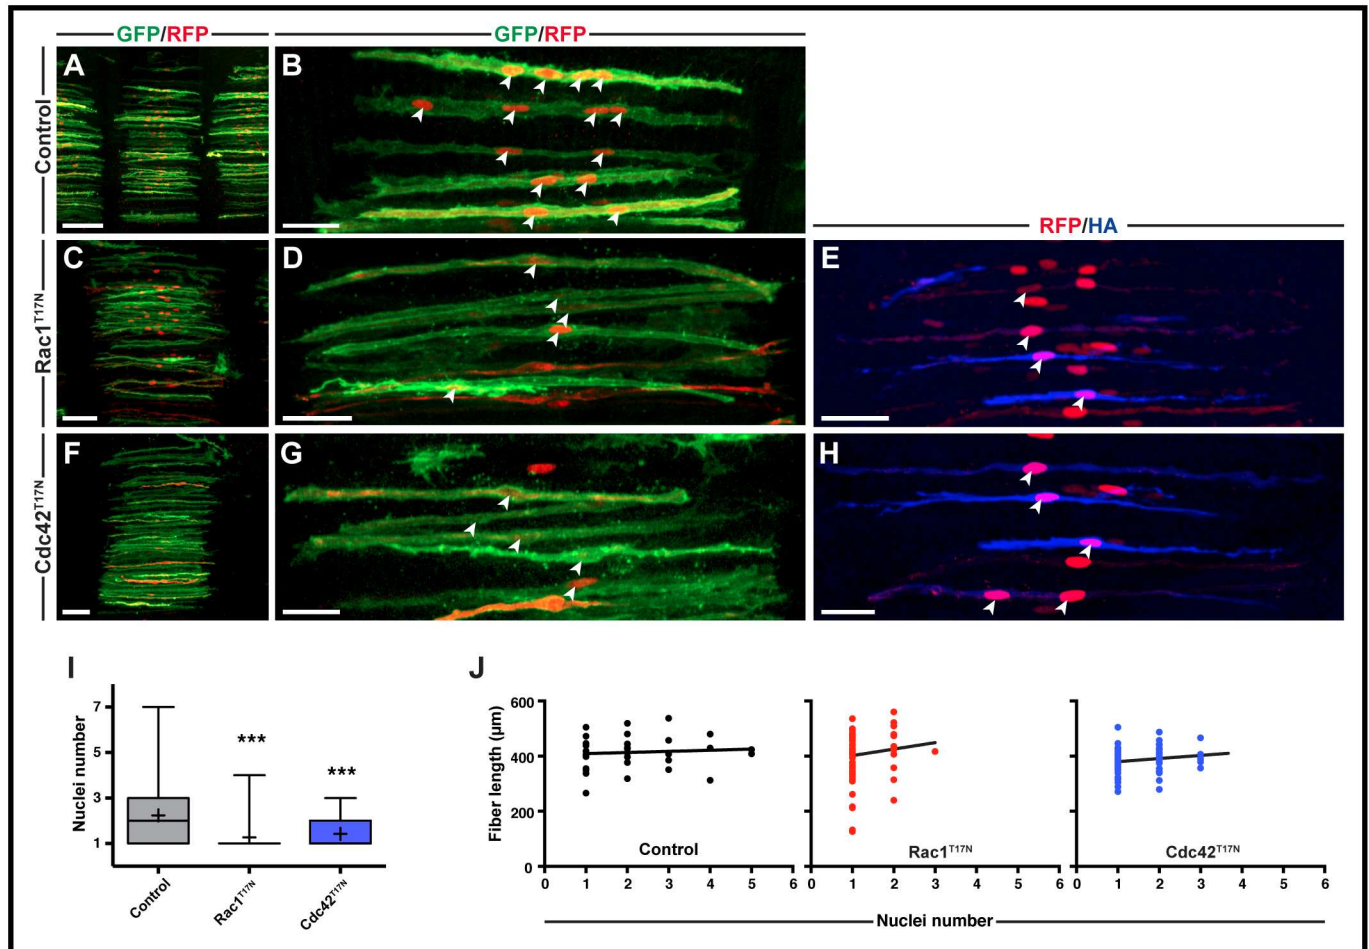 GFP/RFP
GFP/RFP
A
B
Control
RFP/HA
C
D
E
Rac1T17N
F
G
H
Cdc42T17N
I
J
Nuclei number
7
5
3
1
***
***
Control
Rac1T17N
Cdc42T17N
Fiber length (µm)
600
400
200
0
Control
Rac1T17N
Cdc42T17N
0 1 2 3 4 5 6
0 1 2 3 4 5 6
0 1 2 3 4 5 6
Nuclei number